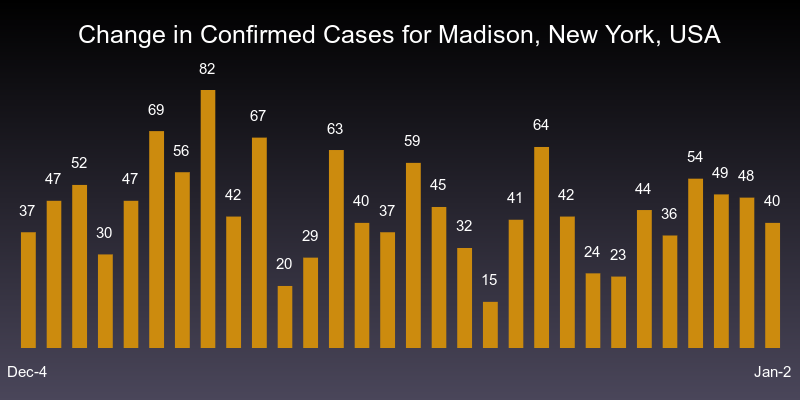 Change in Confirmed Cases for Madison, New York, USA
37 47 52 30 47 69 56 82 42 67 20 29 63 40 37 59 45 32 15 41 64 42 24 23 44 36 54 49 48 40
Dec-4 Jan-2